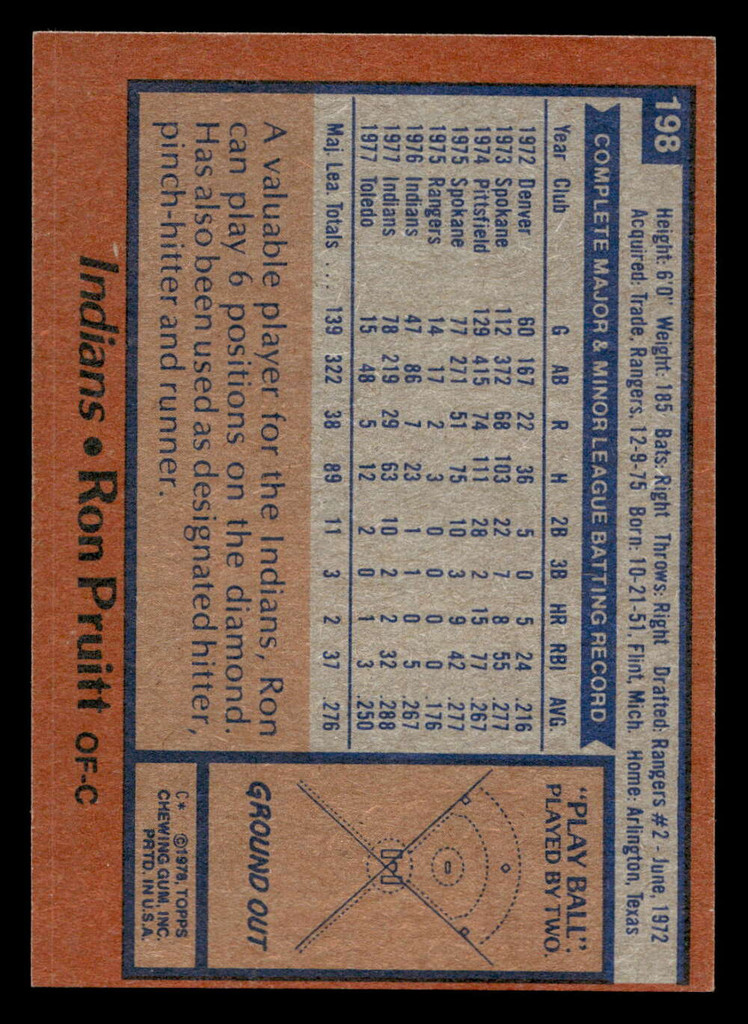 198
Height: 6'0" Weight: 185 Bats: Right Throws: Right Drafted: Rangers #2 - June, 1972
Acquired: Trade, Rangers, 12-9-75 Born: 10-21-51, Flint, Mich. Home: Arlington, Texas
COMPLETE MAJOR & MINOR LEAGUE BATTING RECORD
Year Club G AB R H 2B 3B HR RBI AVG.
1972 Denver 60 167 22 36 5 0 5 24 .216
1973 Spokane 112 372 68 103 22 7 8 55 .277
1974 Pittsfield 129 415 74 111 28 2 15 77 .267
1975 Spokane 77 271 51 75 10 3 9 42 .277
1975 Rangers 14 17 2 3 0 0 0 0 .176
1976 Indians 47 86 7 23 1 1 0 5 .267
1977 Indians 78 219 29 63 10 2 2 32 .288
1977 Toledo 15 48 5 12 2 0 1 3 .250
Maj. Lea. Totals .... 139 322 38 89 11 3 2 37 .276
A valuable player for the Indians, Ron
can play 6 positions on the diamond.
Has also been used as designated hitter,
pinch-hitter and runner.
"PLAY BALL":
PLAYED BY TWO.
GROUND OUT
C* ©1978, TOPPS
CHEWING GUM, INC.
PRTD. IN U.S.A.
Indians • Ron Pruitt OF-C